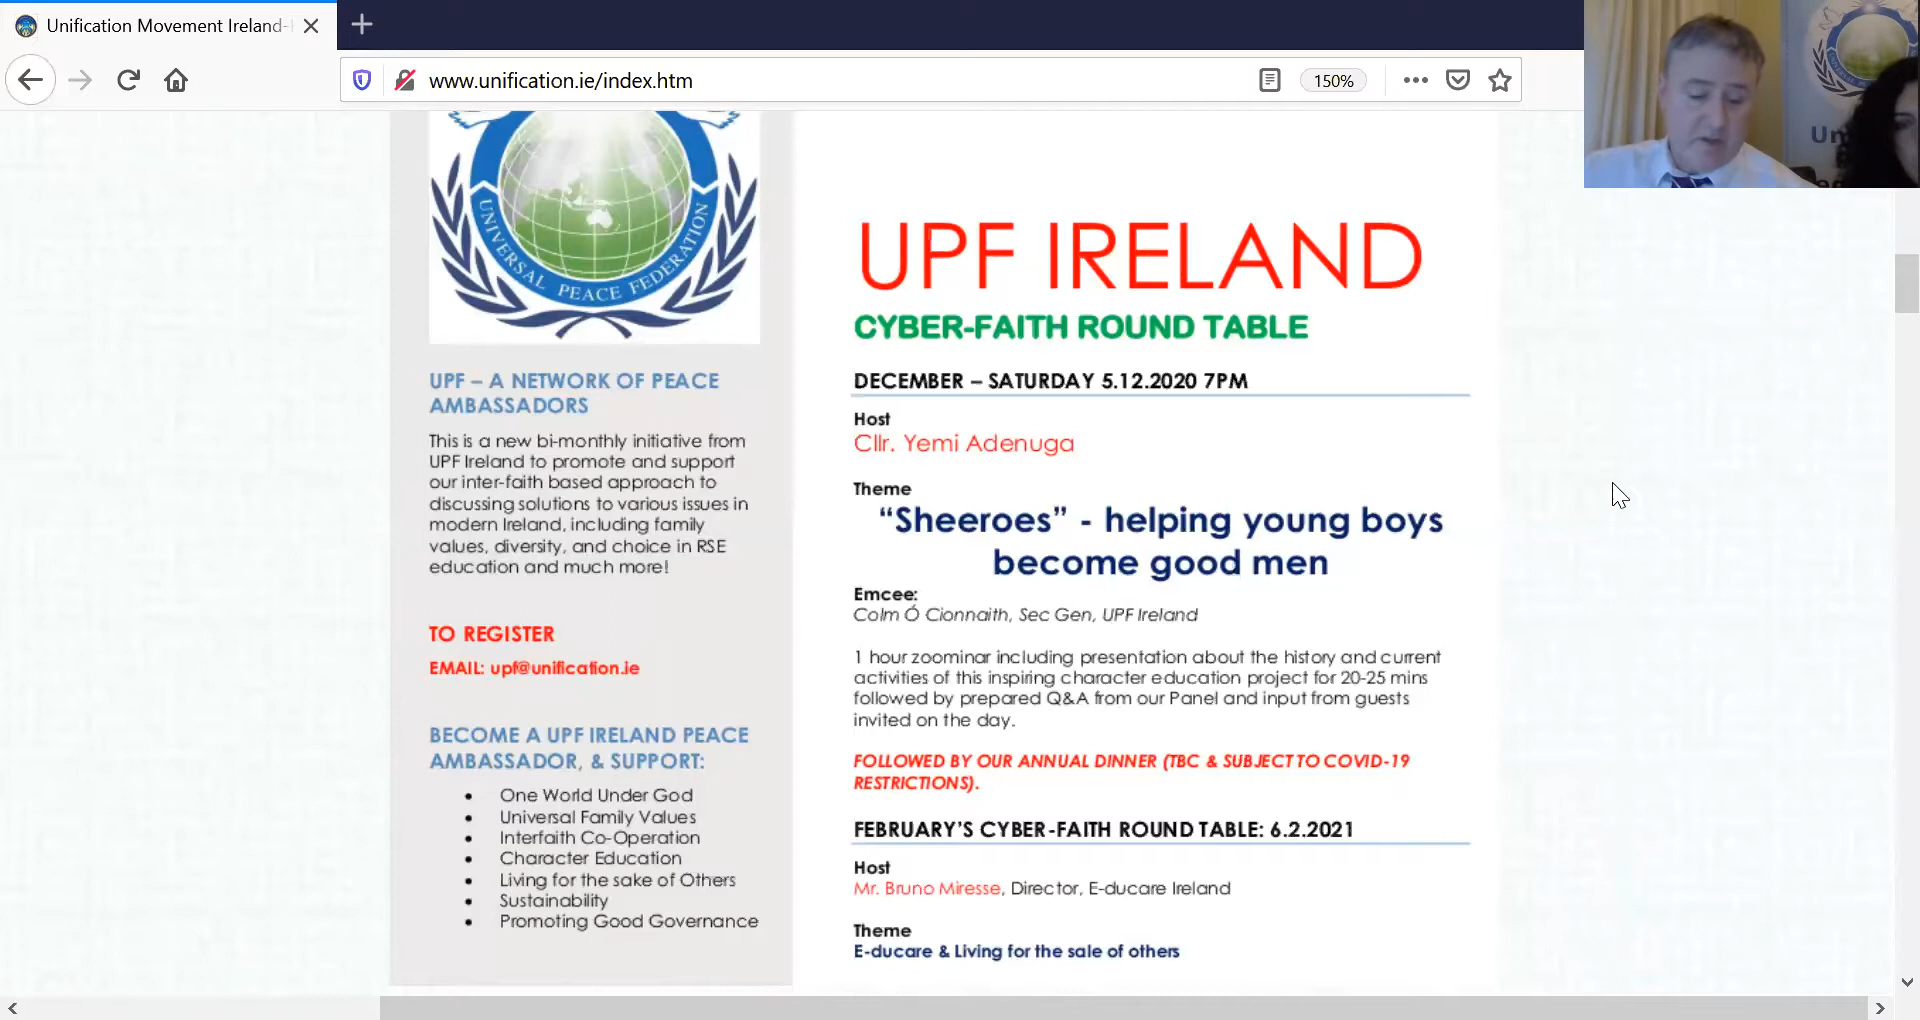 Unification Movement Ireland-
www.unification.ie/index.htm
150%
UNIVERSAL PEACE FEDERATION
UPF – A NETWORK OF PEACE
AMBASSADORS
This is a new bi-monthly initiative from
UPF Ireland to promote and support
our inter-faith based approach to
discussing solutions to various issues in
modern Ireland, including family
values, diversity, and choice in RSE
education and much more!
TO REGISTER
EMAIL: upf@unification.ie
BECOME A UPF IRELAND PEACE
AMBASSADOR, & SUPPORT:
• One World Under God
• Universal Family Values
• Interfaith Co-Operation
• Character Education
• Living for the sake of Others
• Sustainability
• Promoting Good Governance
UPF IRELAND
CYBER-FAITH ROUND TABLE
DECEMBER – SATURDAY 5.12.2020 7PM
Host
Cllr. Yemi Adenuga
Theme
“Sheeroes” - helping young boys
become good men
Emcee:
Colm Ó Cionnaith, Sec Gen, UPF Ireland
1 hour zoominar including presentation about the history and current
activities of this inspiring character education project for 20-25 mins
followed by prepared Q&A from our Panel and input from guests
invited on the day.
FOLLOWED BY OUR ANNUAL DINNER (TBC & SUBJECT TO COVID-19
RESTRICTIONS).
FEBRUARY’S CYBER-FAITH ROUND TABLE: 6.2.2021
Host
Mr. Bruno Miresse, Director, E-ducare Ireland
Theme
E-ducare & Living for the sale of others